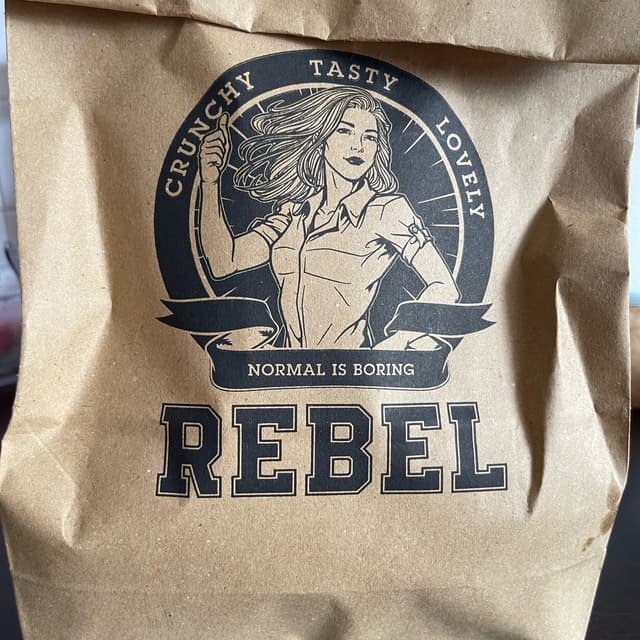 CRUNCHY TASTY LOVELY
NORMAL IS BORING
REBEL